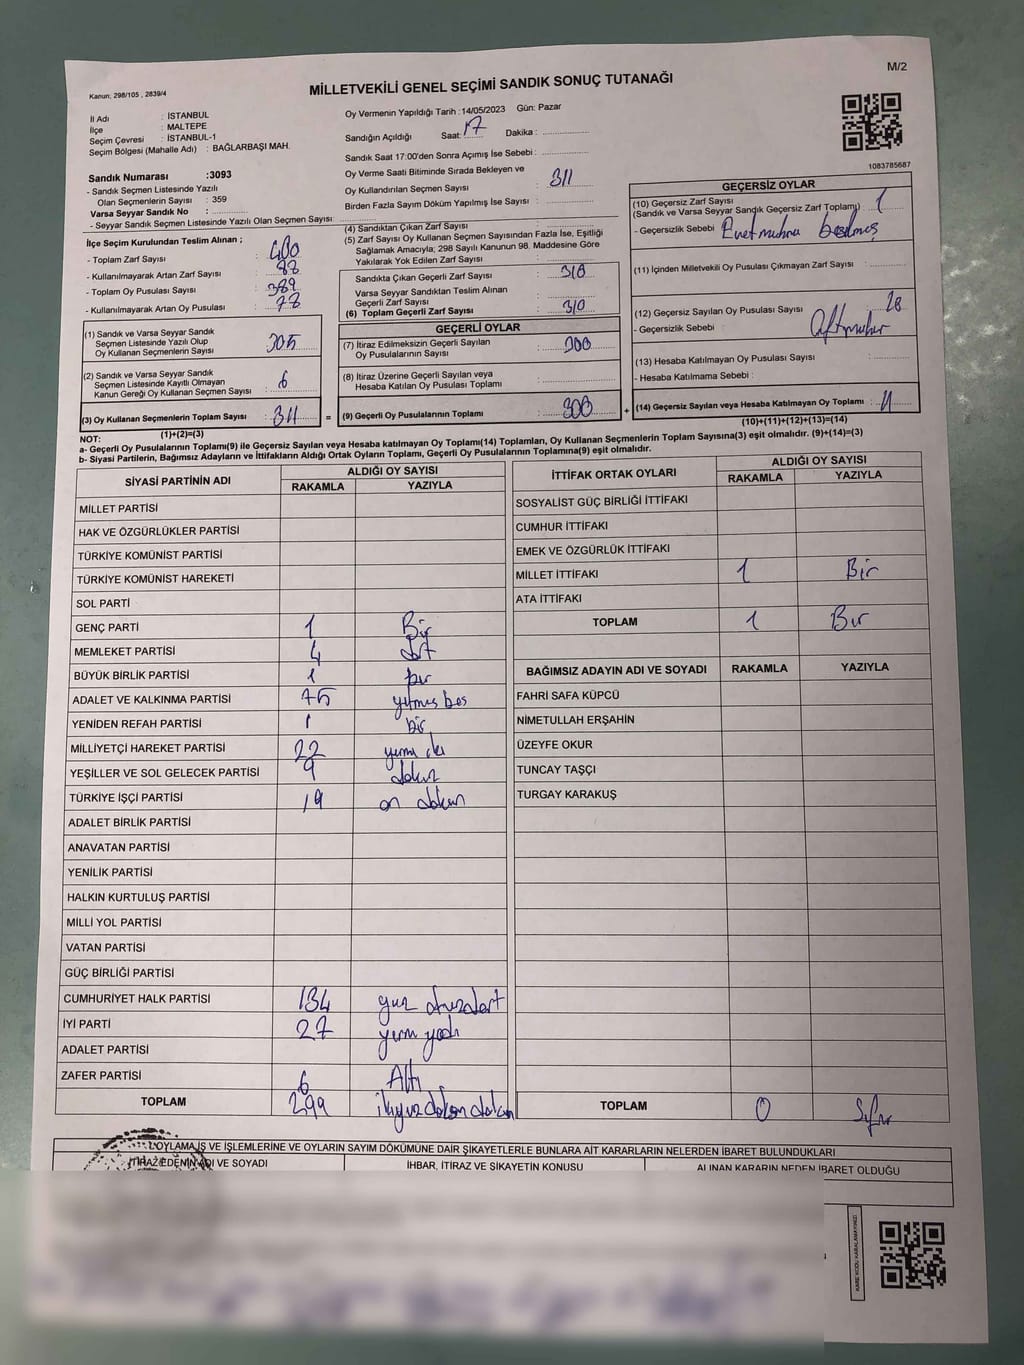 M/2
Kanun: 298/105 , 2839/4
MİLLETVEKİLİ GENEL SEÇİMİ SANDIK SONUÇ TUTANAĞI
İl Adı : İSTANBUL
İlçe : MALTEPE
Seçim Çevresi : İSTANBUL-1
Seçim Bölgesi (Mahalle Adı) : BAĞLARBAŞI MAH.
Sandık Numarası :3093
- Sandık Seçmen Listesinde Yazılı
Olan Seçmenlerin Sayısı : 359
Varsa Seyyar Sandık No :
- Seyyar Sandık Seçmen Listesinde Yazılı Olan Seçmen Sayısı:
Oy Vermenin Yapıldığı Tarih :14/05/2023 Gün: Pazar
Sandığın Açıldığı Saat: 17 Dakika :
Sandık Saat 17:00'den Sonra Açılmış İse Sebebi :
Oy Verme Saati Bitiminde Sırada Bekleyen ve
Oy Kullandırılan Seçmen Sayısı : 311
Birden Fazla Sayım Döküm Yapılmış İse Sayısı :
1083785687
İlçe Seçim Kurulundan Teslim Alınan ;
- Toplam Zarf Sayısı : 400
- Kullanılmayarak Artan Zarf Sayısı :
- Toplam Oy Pusulası Sayısı : 389
- Kullanılmayarak Artan Oy Pusulası : 78
(1) Sandık ve Varsa Seyyar Sandık
Seçmen Listesinde Yazılı Olup
Oy Kullanan Seçmenlerin Sayısı : 305
(2) Sandık ve Varsa Seyyar Sandık
Seçmen Listesinde Kayıtlı Olmayan
Kanun Gereği Oy Kullanan Seçmen Sayısı : 6
(3) Oy Kullanan Seçmenlerin Toplam Sayısı : 311 =
(1)+(2)=(3)
(4) Sandıktan Çıkan Zarf Sayısı
(5) Zarf Sayısı Oy Kullanan Seçmen Sayısından Fazla İse, Eşitliği
Sağlamak Amacıyla; 298 Sayılı Kanunun 98. Maddesine Göre
Yakılarak Yok Edilen Zarf Sayısı :
Sandıkta Çıkan Geçerli Zarf Sayısı : 310
Varsa Seyyar Sandıktan Teslim Alınan
Geçerli Zarf Sayısı :
(6) Toplam Geçerli Zarf Sayısı : 310
GEÇERLİ OYLAR
(7) İtiraz Edilmeksizin Geçerli Sayılan
Oy Pusulalarının Sayısı : 300
(8) İtiraz Üzerine Geçerli Sayılan veya
Hesaba Katılan Oy Pusulası Toplamı :
(9) Geçerli Oy Pusulalarının Toplamı : 300 +
GEÇERSİZ OYLAR
(10) Geçersiz Zarf Sayısı
(Sandık ve Varsa Seyyar Sandık Geçersiz Zarf Toplamı) : 1
- Geçersizlik Sebebi : Evet mührü basılmış
(11) İçinden Milletvekili Oy Pusulası Çıkmayan Zarf Sayısı :
(12) Geçersiz Sayılan Oy Pusulası Sayısı :
- Geçersizlik Sebebi : mühür
(13) Hesaba Katılmayan Oy Pusulası Sayısı :
- Hesaba Katılmama Sebebi :
(14) Geçersiz Sayılan veya Hesaba Katılmayan Oy Toplamı : 11
(10)+(11)+(12)+(13)=(14)
NOT:
a- Geçerli Oy Pusulalarının Toplamı(9) ile Geçersiz Sayılan veya Hesaba katılmayan Oy Toplamı(14) Toplamları, Oy Kullanan Seçmenlerin Toplam Sayısına(3) eşit olmalıdır. (9)+(14)=(3)
b- Siyasi Partilerin, Bağımsız Adayların ve İttifakların Aldığı Ortak Oyların Toplamı, Geçerli Oy Pusulalarının Toplamına(9) eşit olmalıdır.
SİYASİ PARTİNİN ADI ALDIĞI OY SAYISI
RAKAMLA YAZIYLA
MİLLET PARTİSİ
HAK VE ÖZGÜRLÜKLER PARTİSİ
TÜRKİYE KOMÜNİST PARTİSİ
TÜRKİYE KOMÜNİST HAREKETİ
SOL PARTİ
GENÇ PARTİ 1 Bir
MEMLEKET PARTİSİ 4 dört
BÜYÜK BİRLİK PARTİSİ 1 bir
ADALET VE KALKINMA PARTİSİ 75 yetmiş beş
YENİDEN REFAH PARTİSİ 1 bir
MİLLİYETÇİ HAREKET PARTİSİ 22 yirmi iki
YEŞİLLER VE SOL GELECEK PARTİSİ 9 dokuz
TÜRKİYE İŞÇİ PARTİSİ 19 on dokuz
ADALET BİRLİK PARTİSİ
ANAVATAN PARTİSİ
YENİLİK PARTİSİ
HALKIN KURTULUŞ PARTİSİ
MİLLİ YOL PARTİSİ
VATAN PARTİSİ
GÜÇ BİRLİĞİ PARTİSİ
CUMHURİYET HALK PARTİSİ 134 yüz otuzdört
İYİ PARTİ 27 yirmi yedi
ADALET PARTİSİ
ZAFER PARTİSİ 6 Altı
TOPLAM 299 ikiyüzdoksan dokuz
İTTİFAK ORTAK OYLARI ALDIĞI OY SAYISI
RAKAMLA YAZIYLA
SOSYALİST GÜÇ BİRLİĞİ İTTİFAKI
CUMHUR İTTİFAKI
EMEK VE ÖZGÜRLÜK İTTİFAKI
MİLLET İTTİFAKI 1 Bir
ATA İTTİFAKI
TOPLAM 1 Bir
BAĞIMSIZ ADAYIN ADI VE SOYADI RAKAMLA YAZIYLA
FAHRİ SAFA KÜPCÜ
NİMETULLAH ERŞAHİN
ÜZEYFE OKUR
TUNCAY TAŞÇI
TURGAY KARAKUŞ
TOPLAM 0 Sıfır
OYLAMA İŞ VE İŞLEMLERİNE VE OYLARIN SAYIM DÖKÜMÜNE DAİR ŞİKAYETLERLE BUNLARA AİT KARARLARIN NELERDEN İBARET BULUNDUKLARI
İTİRAZ EDENİN ADI VE SOYADI İHBAR, İTİRAZ VE ŞİKAYETİN KONUSU ALINAN KARARIN NEDEN İBARET OLDUĞU
KARE KODU KARALAMAYINIZ!